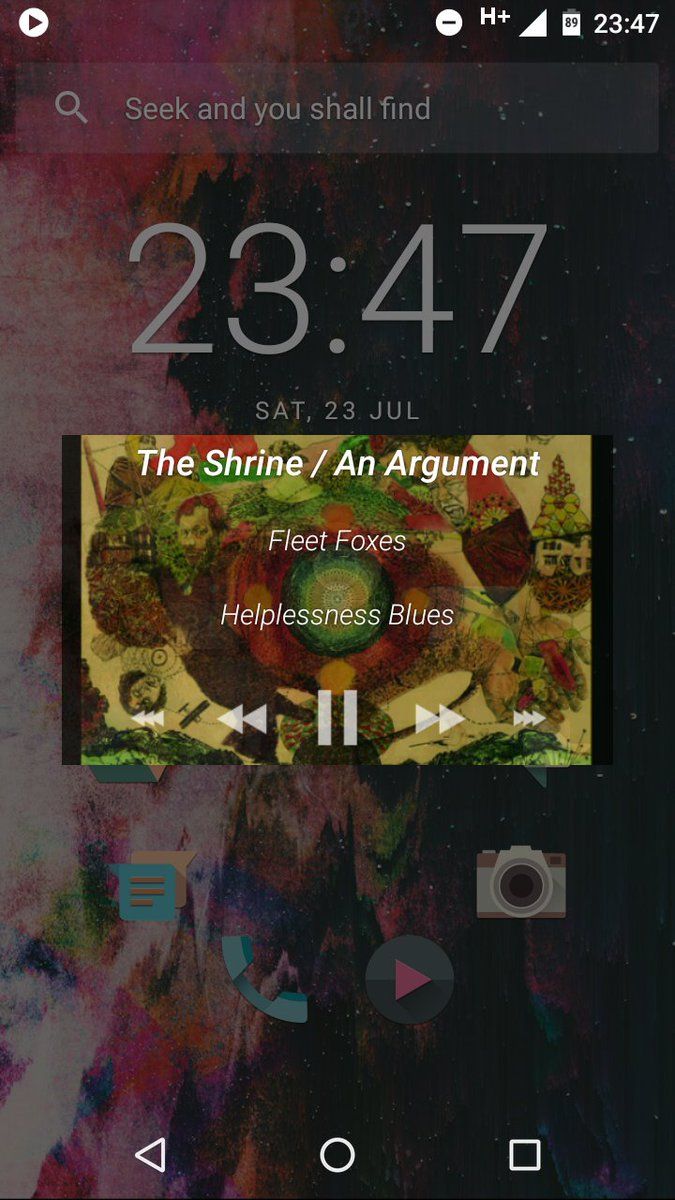 H+ 89 23:47
Seek and you shall find
23:47
SAT, 23 JUL
The Shrine / An Argument
Fleet Foxes
Helplessness Blues